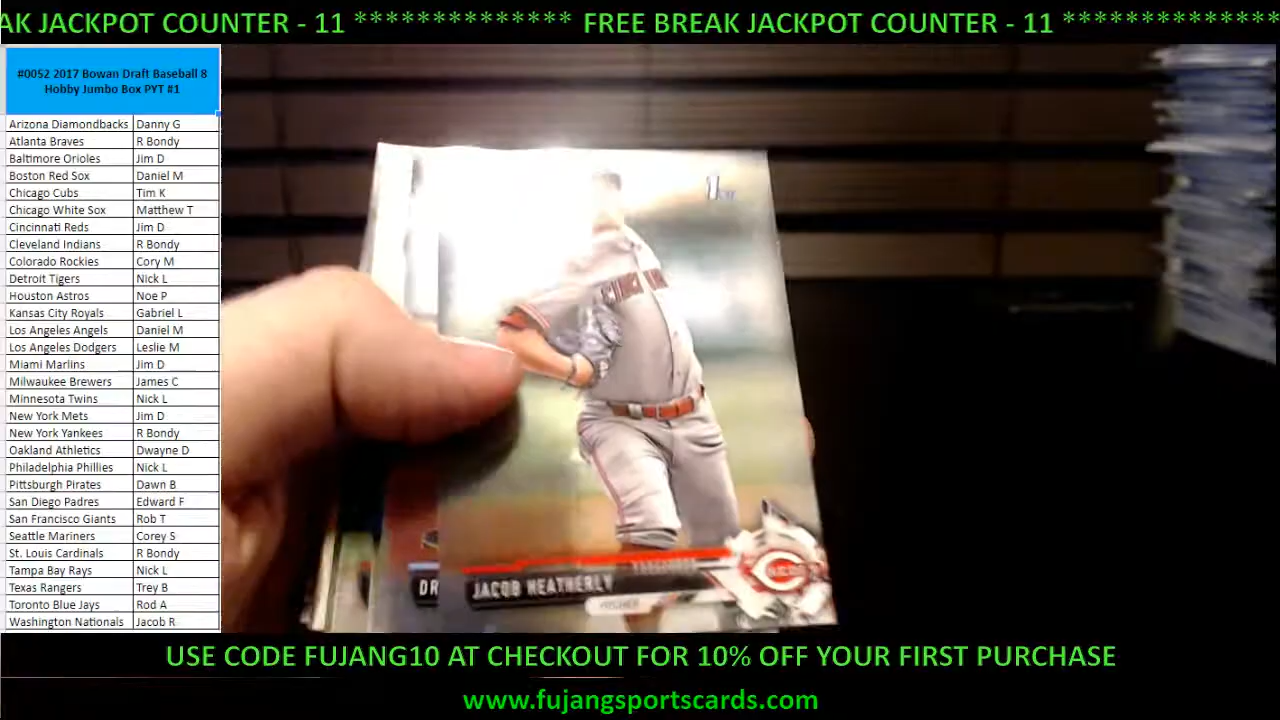 AK JACKPOT COUNTER - 11 ************** FREE BREAK JACKPOT COUNTER - 11 **************
#0052 2017 Bowan Draft Baseball 8
Hobby Jumbo Box PYT #1
Arizona Diamondbacks Danny G
Atlanta Braves R Bondy
Baltimore Orioles Jim D
Boston Red Sox Daniel M
Chicago Cubs Tim K
Chicago White Sox Matthew T
Cincinnati Reds Jim D
Cleveland Indians R Bondy
Colorado Rockies Cory M
Detroit Tigers Nick L
Houston Astros Noe P
Kansas City Royals Gabriel L
Los Angeles Angels Daniel M
Los Angeles Dodgers Leslie M
Miami Marlins Jim D
Milwaukee Brewers James C
Minnesota Twins Nick L
New York Mets Jim D
New York Yankees R Bondy
Oakland Athletics Dwayne D
Philadelphia Phillies Nick L
Pittsburgh Pirates Dawn B
San Diego Padres Edward F
San Francisco Giants Rob T
Seattle Mariners Corey S
St. Louis Cardinals R Bondy
Tampa Bay Rays Nick L
Texas Rangers Trey B
Toronto Blue Jays Rod A
Washington Nationals Jacob R
1st
DR
JACOB HEATHERLY
PITCHER
USE CODE FUJANG10 AT CHECKOUT FOR 10% OFF YOUR FIRST PURCHASE
www.fujangsportscards.com